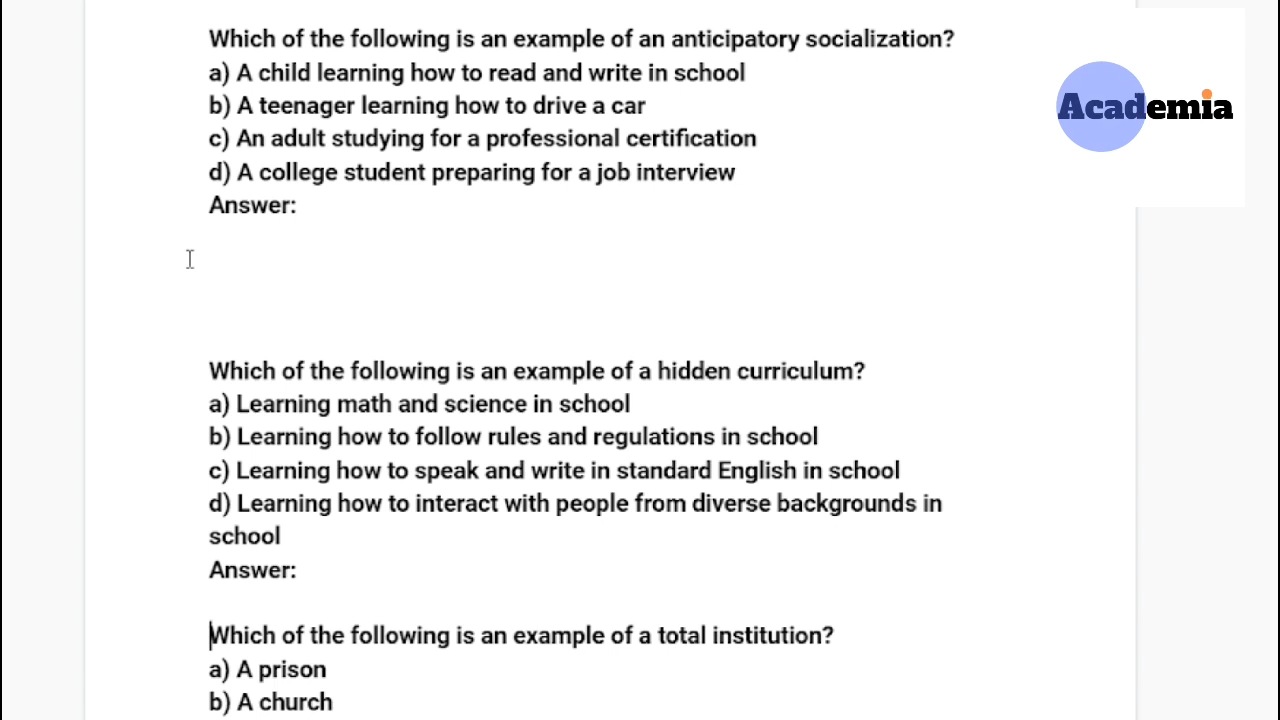 Which of the following is an example of an anticipatory socialization?
a) A child learning how to read and write in school
b) A teenager learning how to drive a car
c) An adult studying for a professional certification
d) A college student preparing for a job interview
Answer:
Academia
Which of the following is an example of a hidden curriculum?
a) Learning math and science in school
b) Learning how to follow rules and regulations in school
c) Learning how to speak and write in standard English in school
d) Learning how to interact with people from diverse backgrounds in
school
Answer:
Which of the following is an example of a total institution?
a) A prison
b) A church